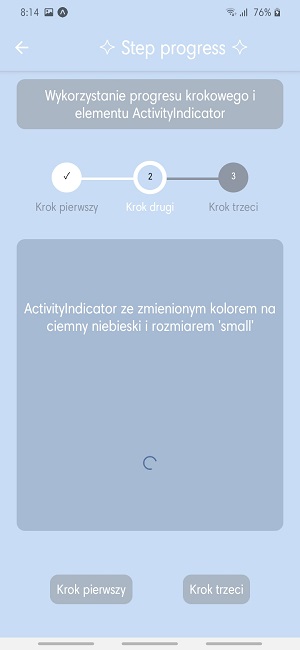 8:14
76%
✧ Step progress ✧
Wykorzystanie progresu krokowego i
elementu ActivityIndicator
✓ 2 3
Krok pierwszy Krok drugi Krok trzeci
ActivityIndicator ze zmienionym kolorem na
ciemny niebieski i rozmiarem 'small'
Krok pierwszy Krok trzeci